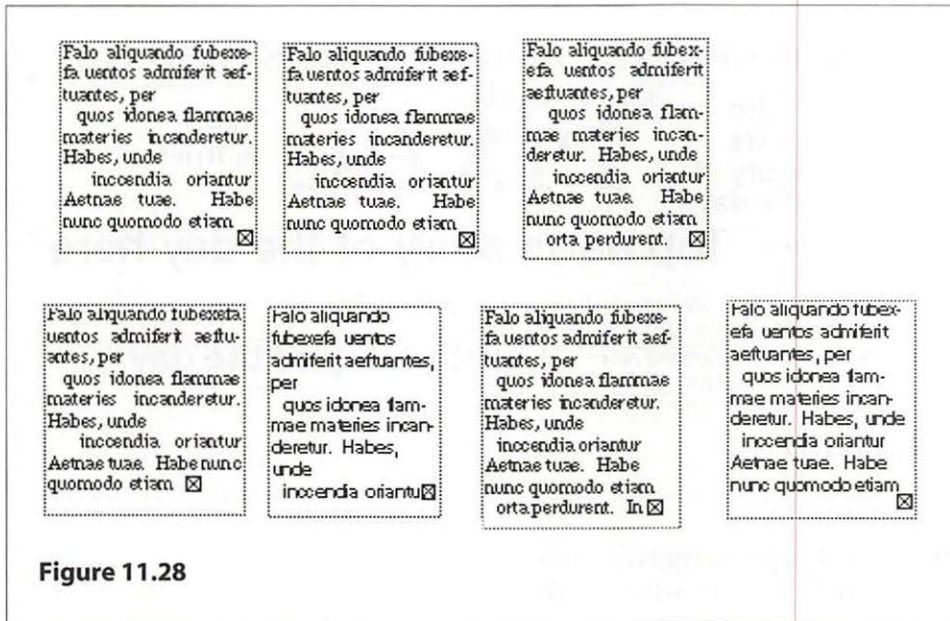 Falo aliquando fubexe-
fa uentos admiferit aef-
tuantes, per
quos idonea flammae
materies incanderetur.
Habes, unde
inccendia oriantur
Aetnae tuae. Habe
nunc quomodo etiam
Falo aliquando fubexe-
fa uentos admiferit aef-
tuantes, per
quos idonea flammae
materies incanderetur.
Habes, unde
inccendia oriantur
Aetnae tuae. Habe
nunc quomodo etiam
Falo aliquando fubex-
efa uentos admiferit
aeftuantes, per
quos idonea flam-
mae materies incan-
deretur. Habes, unde
inccendia oriantur
Aetnae tuae. Habe
nunc quomodo etiam
orta perdurent.
Falo aliquando fubexefa
uentos admiferit aeftu-
antes, per
quos idonea flammae
materies incanderetur.
Habes, unde
inccendia oriantur
Aetnae tuae. Habe nunc
quomodo etiam
Falo aliquando
fubexefa uentos
admiferit aeftuantes,
per
quos idonea flam-
mae materies incan-
deretur. Habes,
unde
inccendia oriantu
Falo aliquando fubexe-
fa uentos admiferit aef-
tuantes, per
quos idonea flammae
materies incanderetur.
Habes, unde
inccendia oriantur
Aetnae tuae. Habe
nunc quomodo etiam
orta perdurent. In
Falo aliquando fubex-
efa uentos admiferit
aeftuantes, per
quos idonea flam-
mae materies incan-
deretur. Habes, unde
inccendia oriantur
Aetnae tuae. Habe
nunc quomodo etiam
Figure 11.28